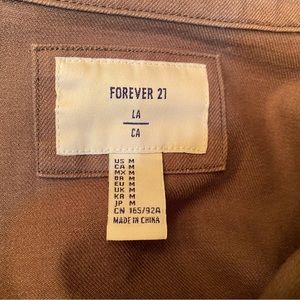 FOREVER 21
LA
CA
US M
CA M
MX M
BR M
EU M
UK M
KR M
JP M
CN 165/92A
MADE IN CHINA